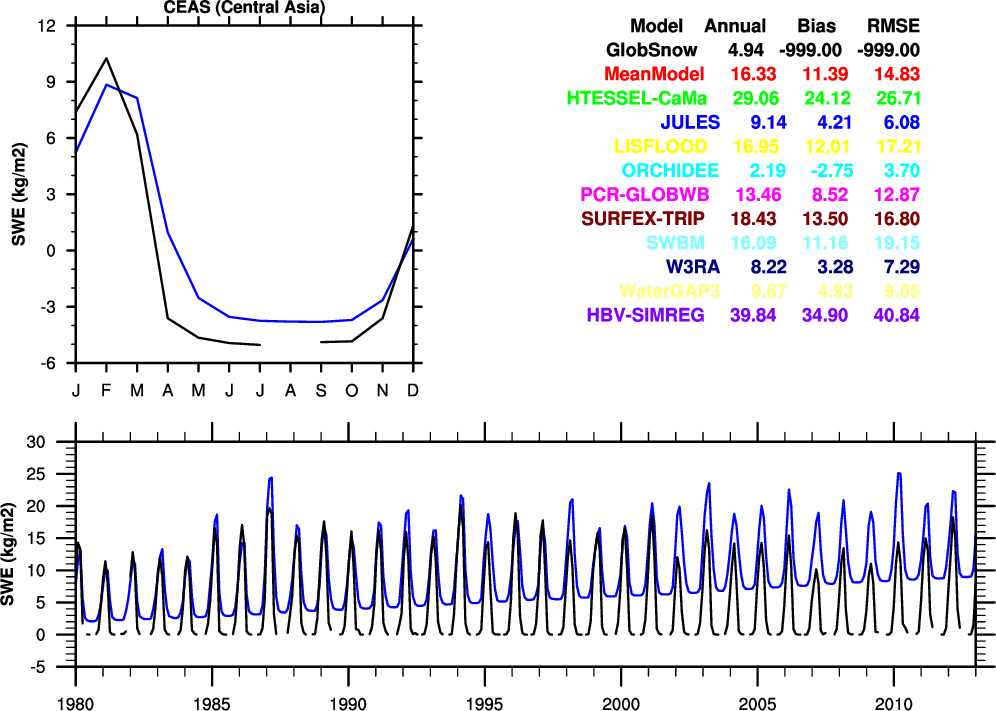 CEAS (Central Asia)
12
9
6
3
0
-3
-6
SWE (kg/m2)
J F M A M J J A S O N D
Model Annual Bias RMSE
GlobSnow 4.94 -999.00 -999.00
MeanModel 16.33 11.39 14.83
HTESSEL-CaMa 29.06 24.12 26.71
JULES 9.14 4.21 6.08
LISFLOOD 16.95 12.01 17.21
ORCHIDEE 2.19 -2.75 3.70
PCR-GLOBWB 13.46 8.52 12.87
SURFEX-TRIP 18.43 13.50 16.80
SWBM 16.09 11.16 19.15
W3RA 8.22 3.28 7.29
WaterGAP3 9.87 4.93 9.05
HBV-SIMREG 39.84 34.90 40.84
30
25
20
15
10
5
0
-5
SWE (kg/m2)
1980 1985 1990 1995 2000 2005 2010